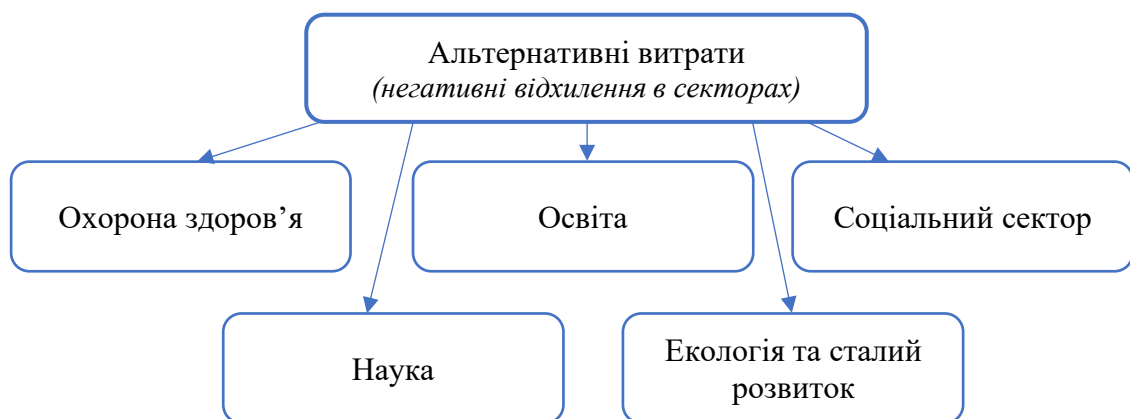 Альтернативні витрати
(негативні відхилення в секторах)
Охорона здоров’я
Освіта
Соціальний сектор
Наука
Екологія та сталий
розвиток